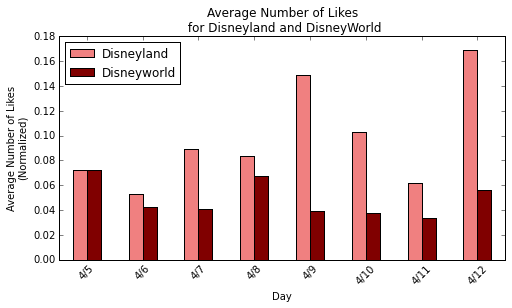 Average Number of Likes
for Disneyland and DisneyWorld
Disneyland
Disneyworld
Average Number of Likes
(Normalized)
0.18
0.16
0.14
0.12
0.10
0.08
0.06
0.04
0.02
0.00
4/5
4/6
4/7
4/8
4/9
4/10
4/11
4/12
Day